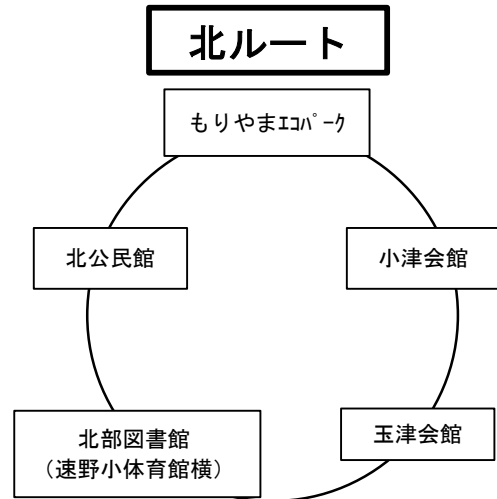 北ルート
もりやまｴｺﾊﾟｰｸ
北公民館
小津会館
北部図書館
（速野小体育館横）
玉津会館